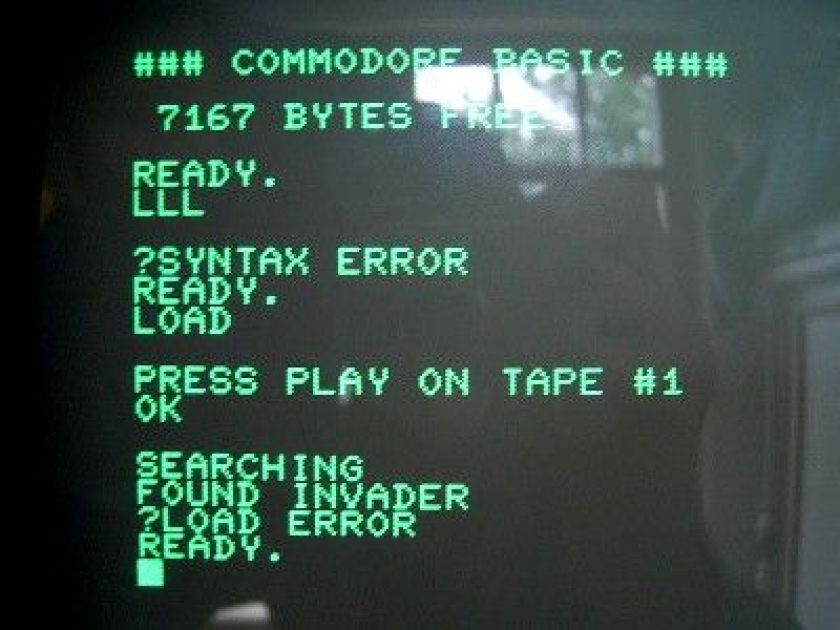 ### COMMODORE BASIC ###
7167 BYTES FREE
READY.
LLL
?SYNTAX ERROR
READY.
LOAD
PRESS PLAY ON TAPE #1
OK
SEARCHING
FOUND INVADER
?LOAD ERROR
READY.